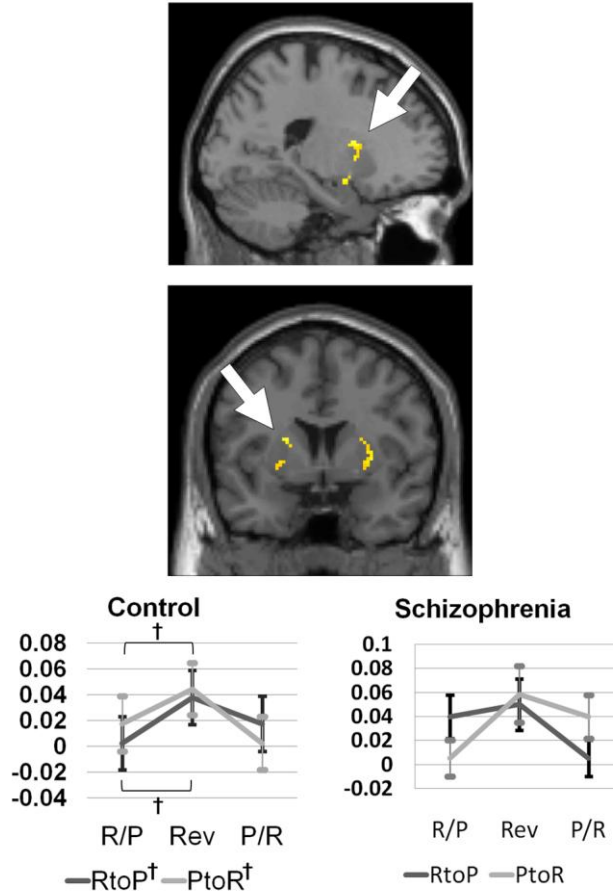 Control
†
0.08
0.06
0.04
0.02
0
-0.02
-0.04
†
R/P Rev P/R
RtoP† PtoR†
Schizophrenia
0.1
0.08
0.06
0.04
0.02
0
-0.02
R/P Rev P/R
RtoP PtoR